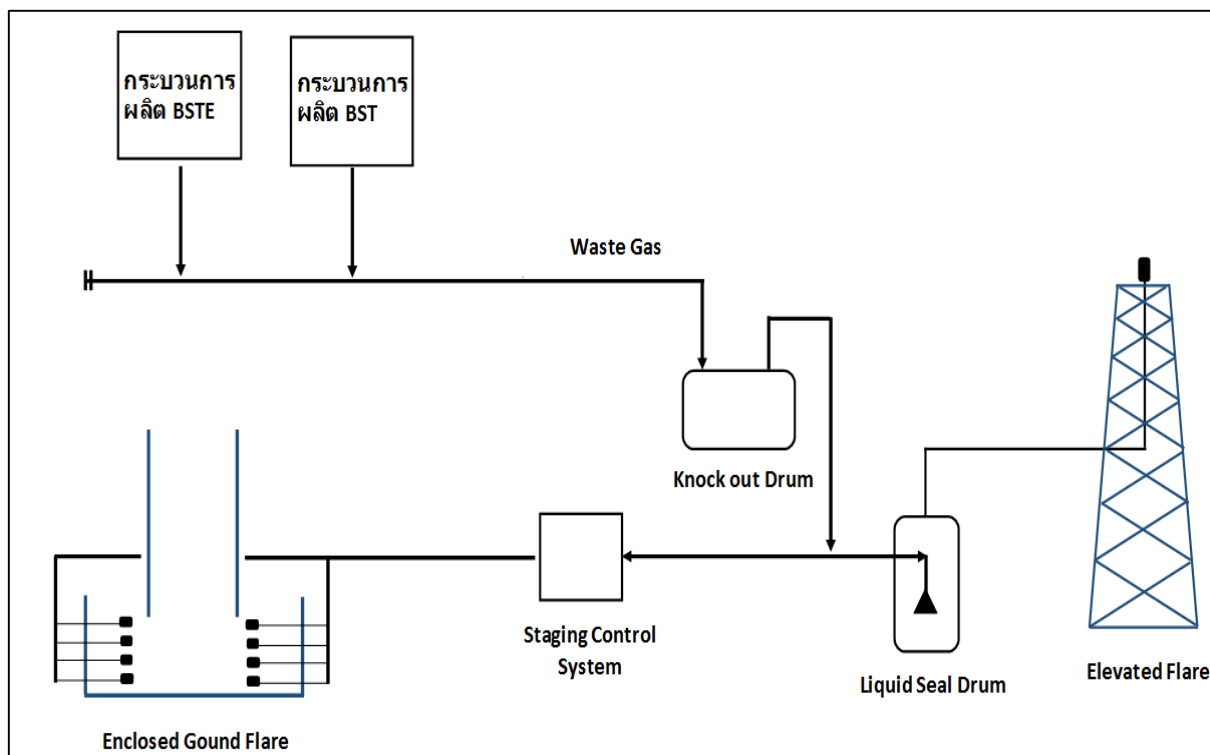 กระบวนการ
ผลิต BSTE
กระบวนการ
ผลิต BST
Waste Gas
Knock out Drum
Staging Control
System
Liquid Seal Drum
Elevated Flare
Enclosed Gound Flare